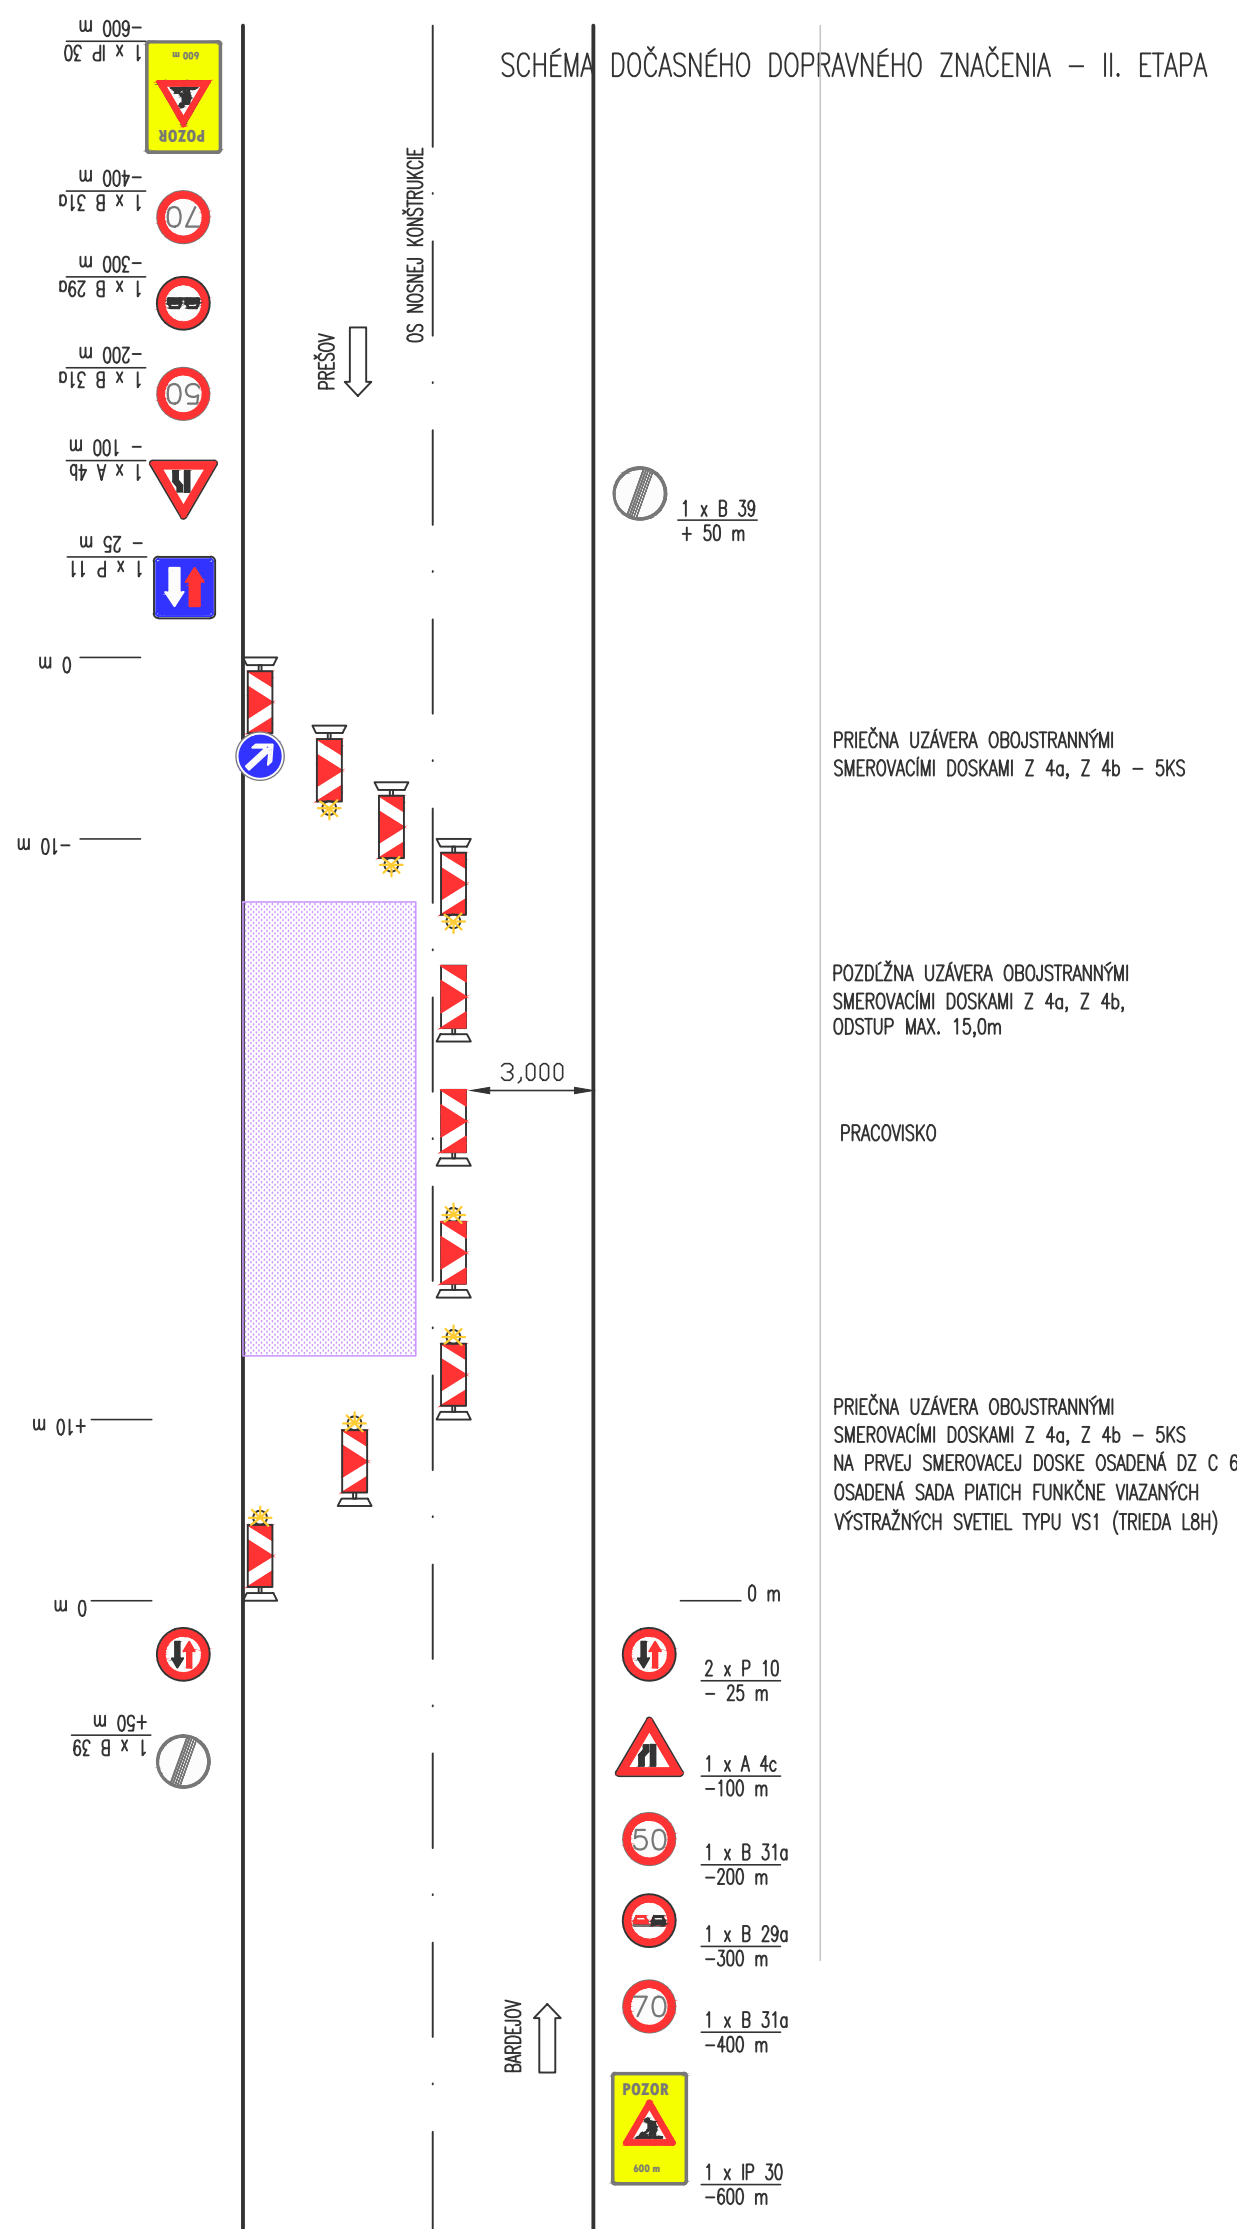 SCHÉMA DOČASNÉHO DOPRAVNÉHO ZNAČENIA – II. ETAPA
-600 m
1 x IP 30
600 m
POZOR
-400 m
1 x B 31a
70
-300 m
1 x B 29a
-200 m
1 x B 31a
50
- 100 m
1 x A 4b
- 25 m
1 x P 11
0 m
-10 m
OS NOSNEJ KONŠTRUKCIE
PREŠOV
1 x B 39
+ 50 m
PRIEČNA UZÁVERA OBOJSTRANNÝMI
SMEROVACÍMI DOSKAMI Z 4a, Z 4b – 5KS
POZDĹŽNA UZÁVERA OBOJSTRANNÝMI
SMEROVACÍMI DOSKAMI Z 4a, Z 4b,
ODSTUP MAX. 15,0m
3,000
PRACOVISKO
PRIEČNA UZÁVERA OBOJSTRANNÝMI
SMEROVACÍMI DOSKAMI Z 4a, Z 4b – 5KS
NA PRVEJ SMEROVACEJ DOSKE OSADENÁ DZ C 6
OSADENÁ SADA PIATICH FUNKČNE VIAZANÝCH
VÝSTRAŽNÝCH SVETIEL TYPU VS1 (TRIEDA L8H)
+10 m
0 m
+50 m
1 x B 39
0 m
2 x P 10
- 25 m
1 x A 4c
-100 m
50
1 x B 31a
-200 m
1 x B 29a
-300 m
70
1 x B 31a
-400 m
BARDEJOV
POZOR
600 m
1 x IP 30
-600 m